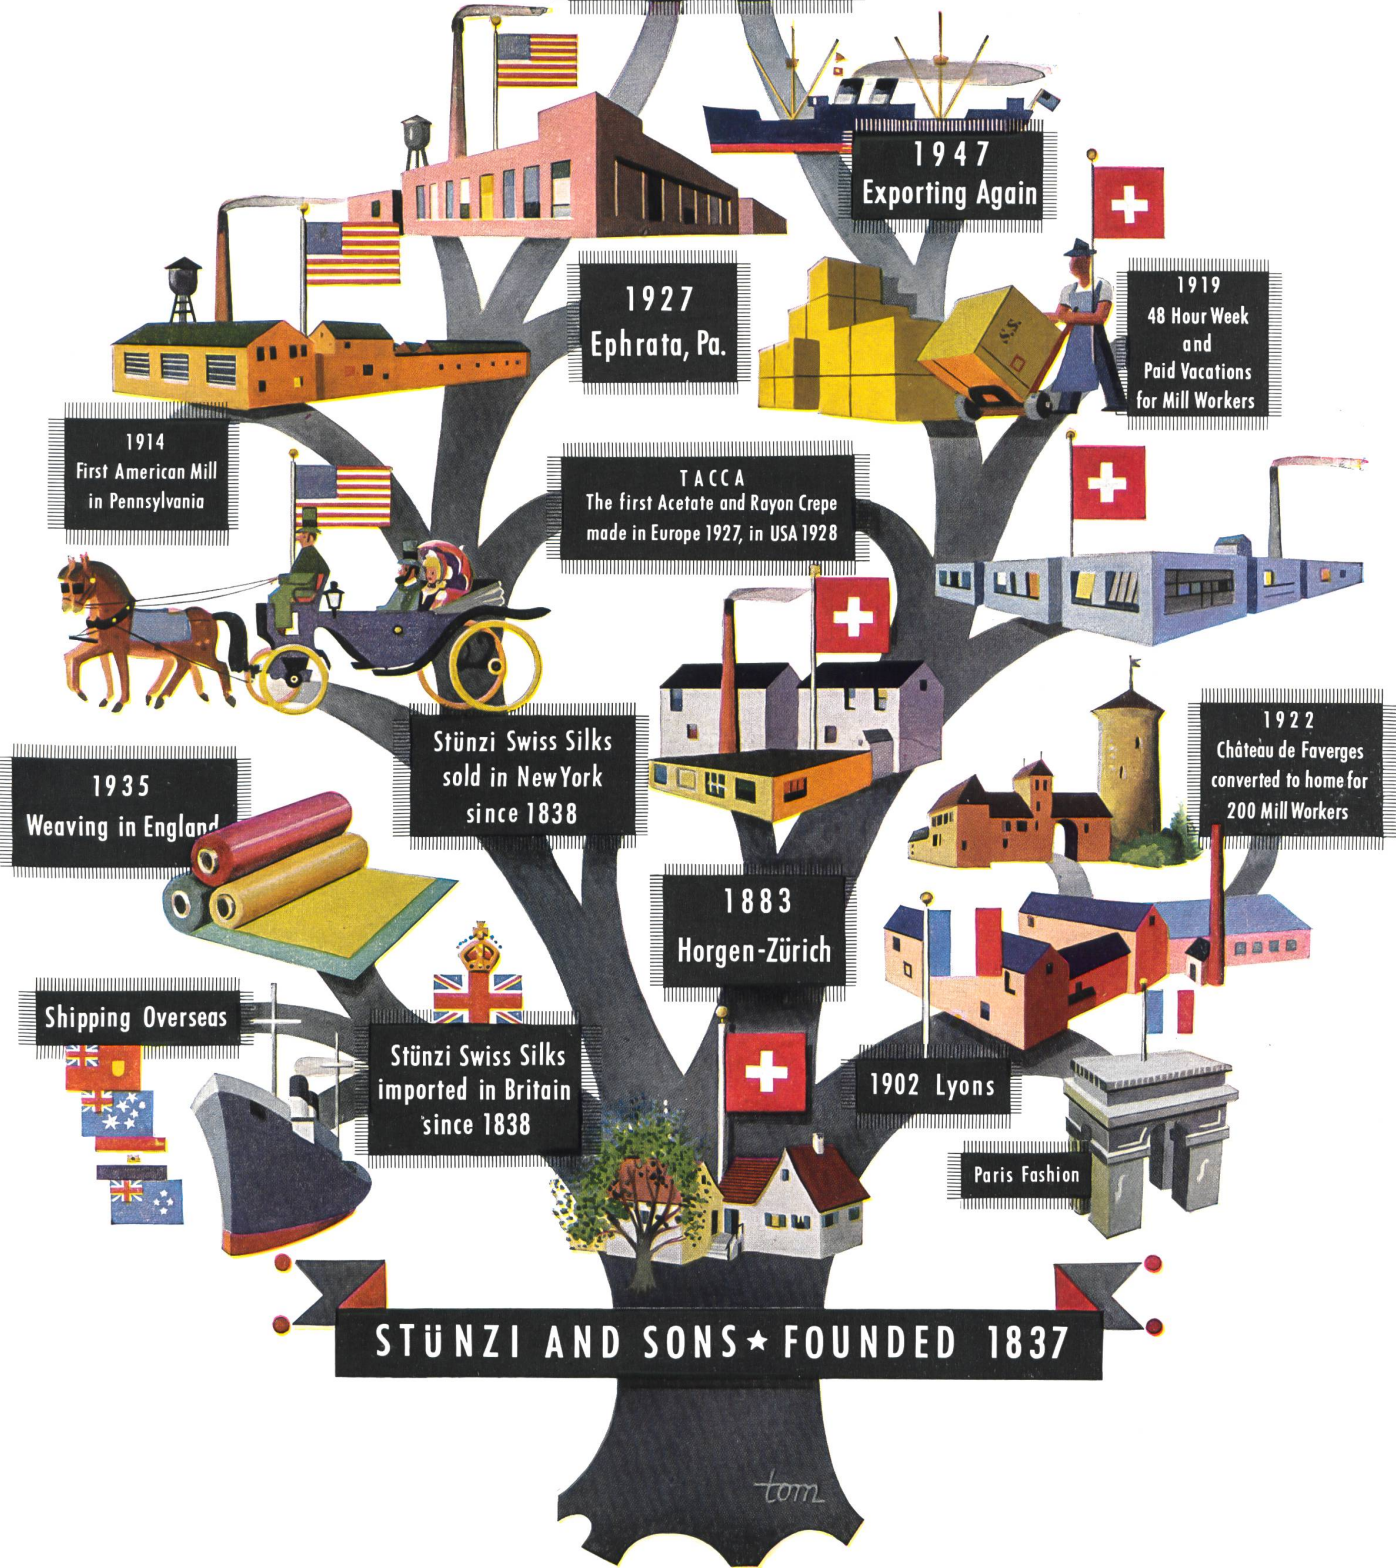 1947
Exporting Again
1919
48 Hour Week
and
Paid Vacations
for Mill Workers
1927
Ephrata, Pa.
S.S.
1914
First American Mill
in Pennsylvania
TACCA
The first Acetate and Rayon Crepe
made in Europe 1927, in USA 1928
1922
Château de Faverges
converted to home for
200 Mill Workers
Stünzi Swiss Silks
sold in New York
since 1838
1935
Weaving in England
1883
Horgen-Zürich
Shipping Overseas
Stünzi Swiss Silks
imported in Britain
since 1838
1902 Lyons
Paris Fashion
S S
STüNZI AND SONS★FOUNDED 1837
tom